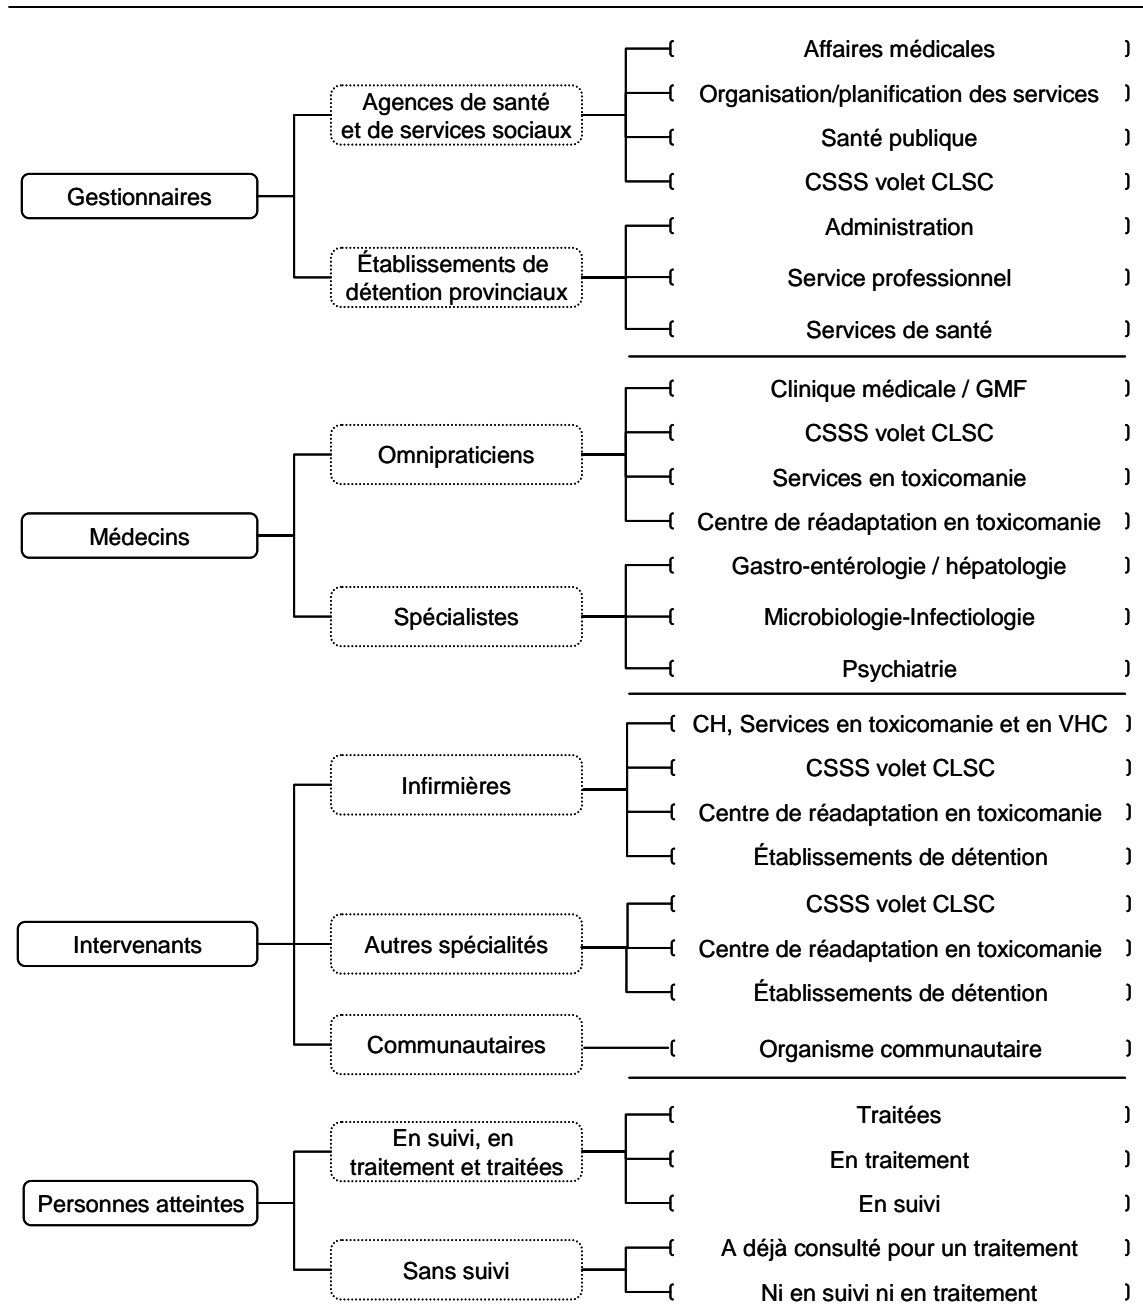 Gestionnaires
Agences de santé
et de services sociaux
Affaires médicales
Organisation/planification des services
Santé publique
CSSS volet CLSC
Établissements de
détention provinciaux
Administration
Service professionnel
Services de santé
Médecins
Omnipraticiens
Clinique médicale / GMF
CSSS volet CLSC
Services en toxicomanie
Centre de réadaptation en toxicomanie
Spécialistes
Gastro-entérologie / hépatologie
Microbiologie-Infectiologie
Psychiatrie
Intervenants
Infirmières
CH, Services en toxicomanie et en VHC
CSSS volet CLSC
Centre de réadaptation en toxicomanie
Établissements de détention
Autres spécialités
CSSS volet CLSC
Centre de réadaptation en toxicomanie
Établissements de détention
Communautaires
Organisme communautaire
Personnes atteintes
En suivi, en
traitement et traitées
Traitées
En traitement
En suivi
Sans suivi
A déjà consulté pour un traitement
Ni en suivi ni en traitement